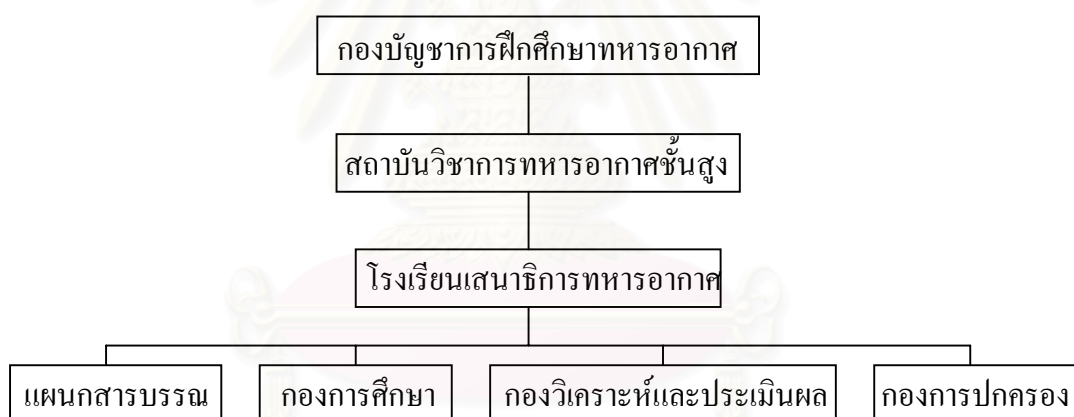 กองบัญชาการฝึกศึกษาทหารอากาศ
สถาบันวิชาการทหารอากาศชั้นสูง
โรงเรียนเสนาธิการทหารอากาศ
แผนกสารบรรณ กองการศึกษา กองวิเคราะห์และประเมินผล กองการปกครอง